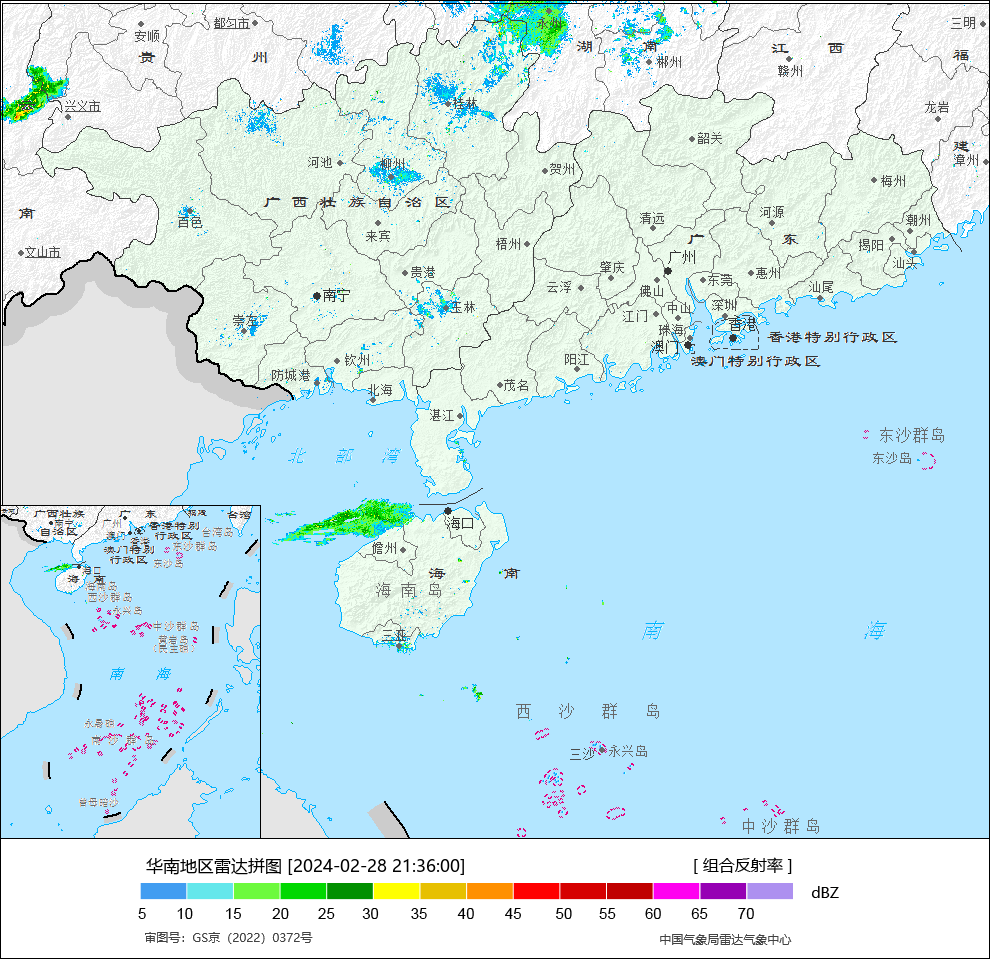 三明
都匀市
永州
安顺
湖 南
江 西
贵 州
福
郴州
赣州
兴义市
桂林
龙岩
韶关
建
漳州
河池
柳州
贺州
梅州
广西壮族自治区
南
百色
清远
河源
潮州
来宾
梧州
广 东
揭阳
文山市
广州
汕头
贵港
肇庆
东莞
惠州
云浮
佛山
汕尾
南宁
玉林
中山
深圳
崇左
江门
珠海
香港
香港特别行政区
澳门
澳门特别行政区
钦州
阳江
防城港
茂名
北海
湛江
东沙群岛
北部湾
东沙岛
海口
儋州
海 南
海南岛
三亚
南 海
西沙群岛
三沙
永兴岛
中沙群岛
广西壮族
自治区
南宁
广 东
广州
福建
台湾
香港特别
行政区
澳门
香港
台湾岛
澳门特别
行政区
东沙群岛
东沙岛
海口
海 南
海南岛
西沙群岛
永兴岛
中沙群岛
黄岩岛
(民主礁)
南 海
永暑礁
南沙群岛
曾母暗沙
华南地区雷达拼图 [2024-02-28 21:36:00]
[ 组合反射率 ]
dBZ
5 10 15 20 25 30 35 40 45 50 55 60 65 70
审图号：GS京（2022）0372号
中国气象局雷达气象中心